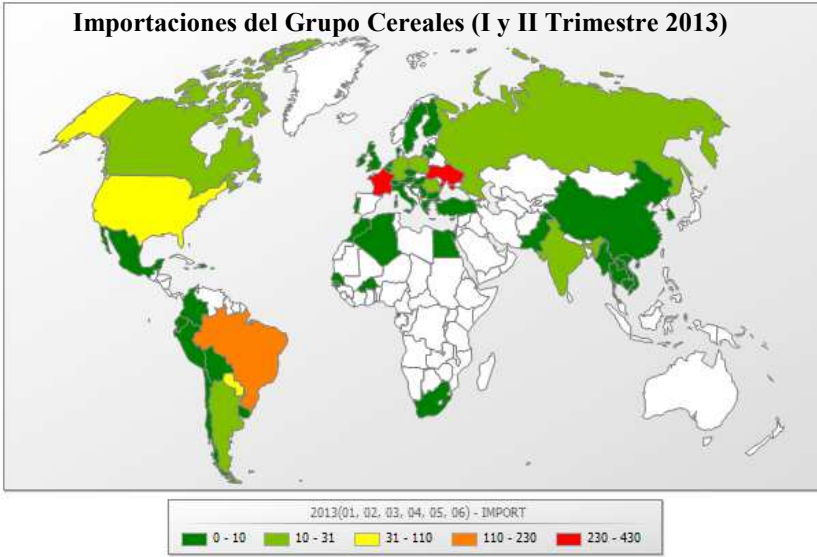 Importaciones del Grupo Cereales (I y II Trimestre 2013)
2013(01, 02, 03, 04, 05, 06) - IMPORT
0 - 10 10 - 31 31 - 110 110 - 230 230 - 430